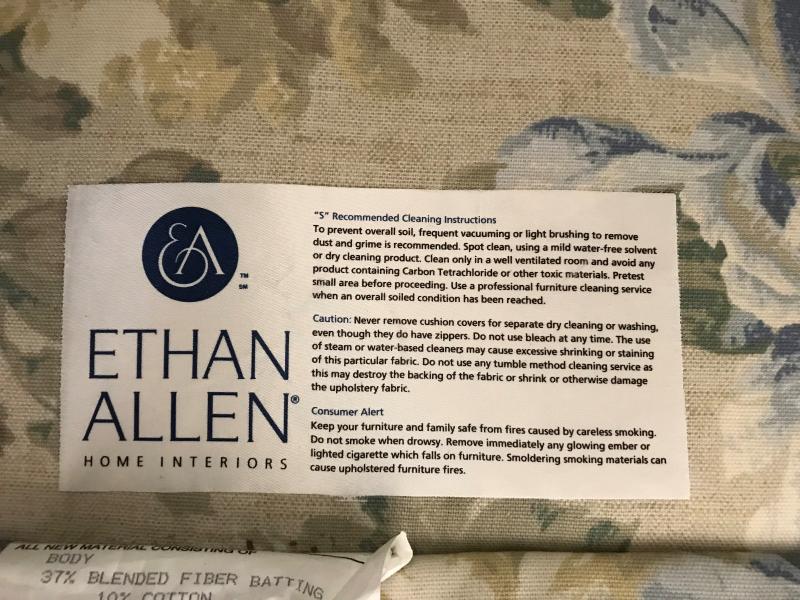 EA
™
SM
ETHAN
ALLEN®
HOME INTERIORS
"S" Recommended Cleaning Instructions
To prevent overall soil, frequent vacuuming or light brushing to remove
dust and grime is recommended. Spot clean, using a mild water-free solvent
or dry cleaning product. Clean only in a well ventilated room and avoid any
product containing Carbon Tetrachloride or other toxic materials. Pretest
small area before proceeding. Use a professional furniture cleaning service
when an overall soiled condition has been reached.
Caution: Never remove cushion covers for separate dry cleaning or washing,
even though they do have zippers. Do not use bleach at any time. The use
of steam or water-based cleaners may cause excessive shrinking or staining
of this particular fabric. Do not use any tumble method cleaning service as
this may destroy the backing of the fabric or shrink or otherwise damage
the upholstery fabric.
Consumer Alert
Keep your furniture and family safe from fires caused by careless smoking.
Do not smoke when drowsy. Remove immediately any glowing ember or
lighted cigarette which falls on furniture. Smoldering smoking materials can
cause upholstered furniture fires.
ALL NEW MATERIAL CONSISTING OF
BODY
37% BLENDED FIBER BATTING
10% COTTON